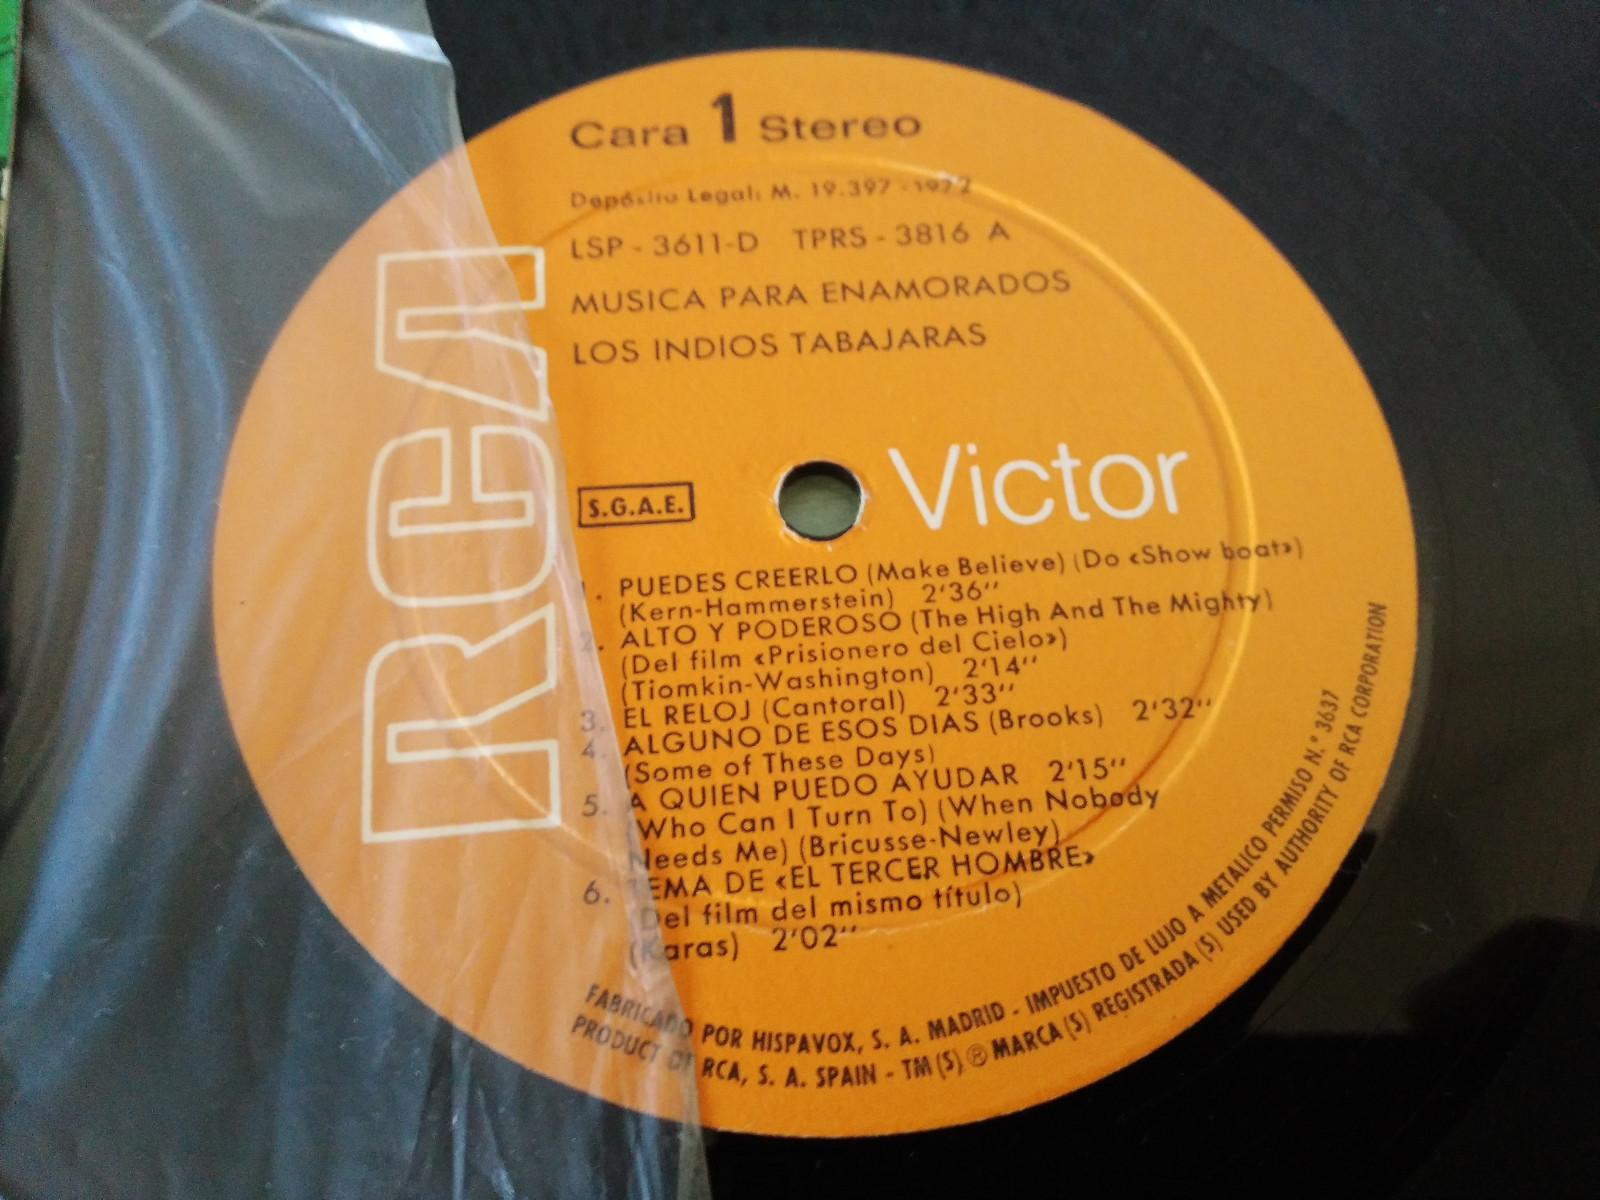 Cara 1 Stereo
Depósito Legal: M. 19.397 - 1972
LSP - 3611-D TPRS - 3816 A
MUSICA PARA ENAMORADOS
LOS INDIOS TABAJARAS
RCA
S.G.A.E.
Victor
1. PUEDES CREERLO (Make Believe) (Do «Show boat»)
(Kern-Hammerstein) 2'36''
2. ALTO Y PODEROSO (The High And The Mighty)
(Del film «Prisionero del Cielo»)
(Tiomkin-Washington) 2'14''
3. EL RELOJ (Cantoral) 2'33''
4. ALGUNO DE ESOS DIAS (Brooks) 2'32''
(Some of These Days)
5. A QUIEN PUEDO AYUDAR 2'15''
(Who Can I Turn To) (When Nobody
Needs Me) (Bricusse-Newley)
6. TEMA DE «EL TERCER HOMBRE»
(Del film del mismo título)
(Karas) 2'02''
FABRICADO POR HISPAVOX, S. A. MADRID - IMPUESTO DE LUJO A METALICO PERMISO N.º 3637
PRODUCT OF RCA, S. A. SPAIN - TM (S) ® MARCA (S) REGISTRADA (S) USED BY AUTHORITY OF RCA CORPORATION